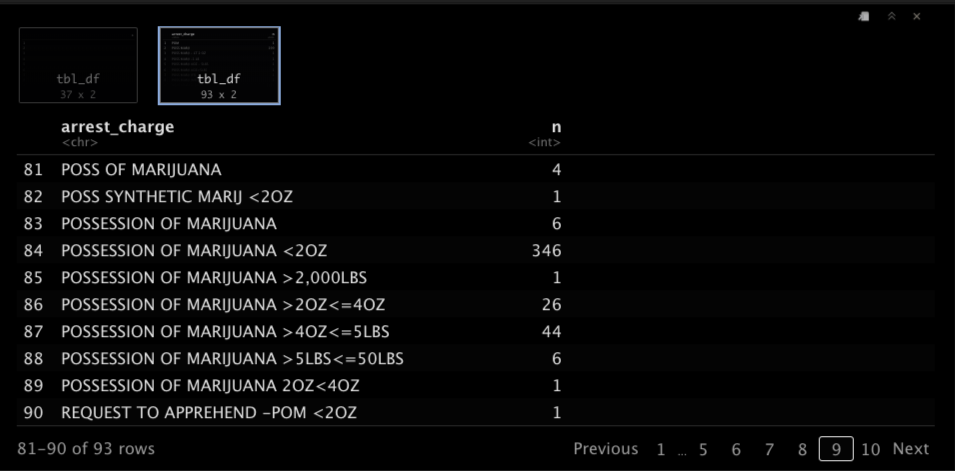 tbl_df
37 x 2
tbl_df
93 x 2
arrest_charge n
<chr> <int>
81 POSS OF MARIJUANA 4
82 POSS SYNTHETIC MARIJ <2OZ 1
83 POSSESSION OF MARIJUANA 6
84 POSSESSION OF MARIJUANA <2OZ 346
85 POSSESSION OF MARIJUANA >2,000LBS 1
86 POSSESSION OF MARIJUANA >2OZ<=4OZ 26
87 POSSESSION OF MARIJUANA >4OZ<=5LBS 44
88 POSSESSION OF MARIJUANA >5LBS<=50LBS 6
89 POSSESSION OF MARIJUANA 2OZ<4OZ 1
90 REQUEST TO APPREHEND -POM <2OZ 1
81-90 of 93 rows Previous 1 ... 5 6 7 8 9 10 Next